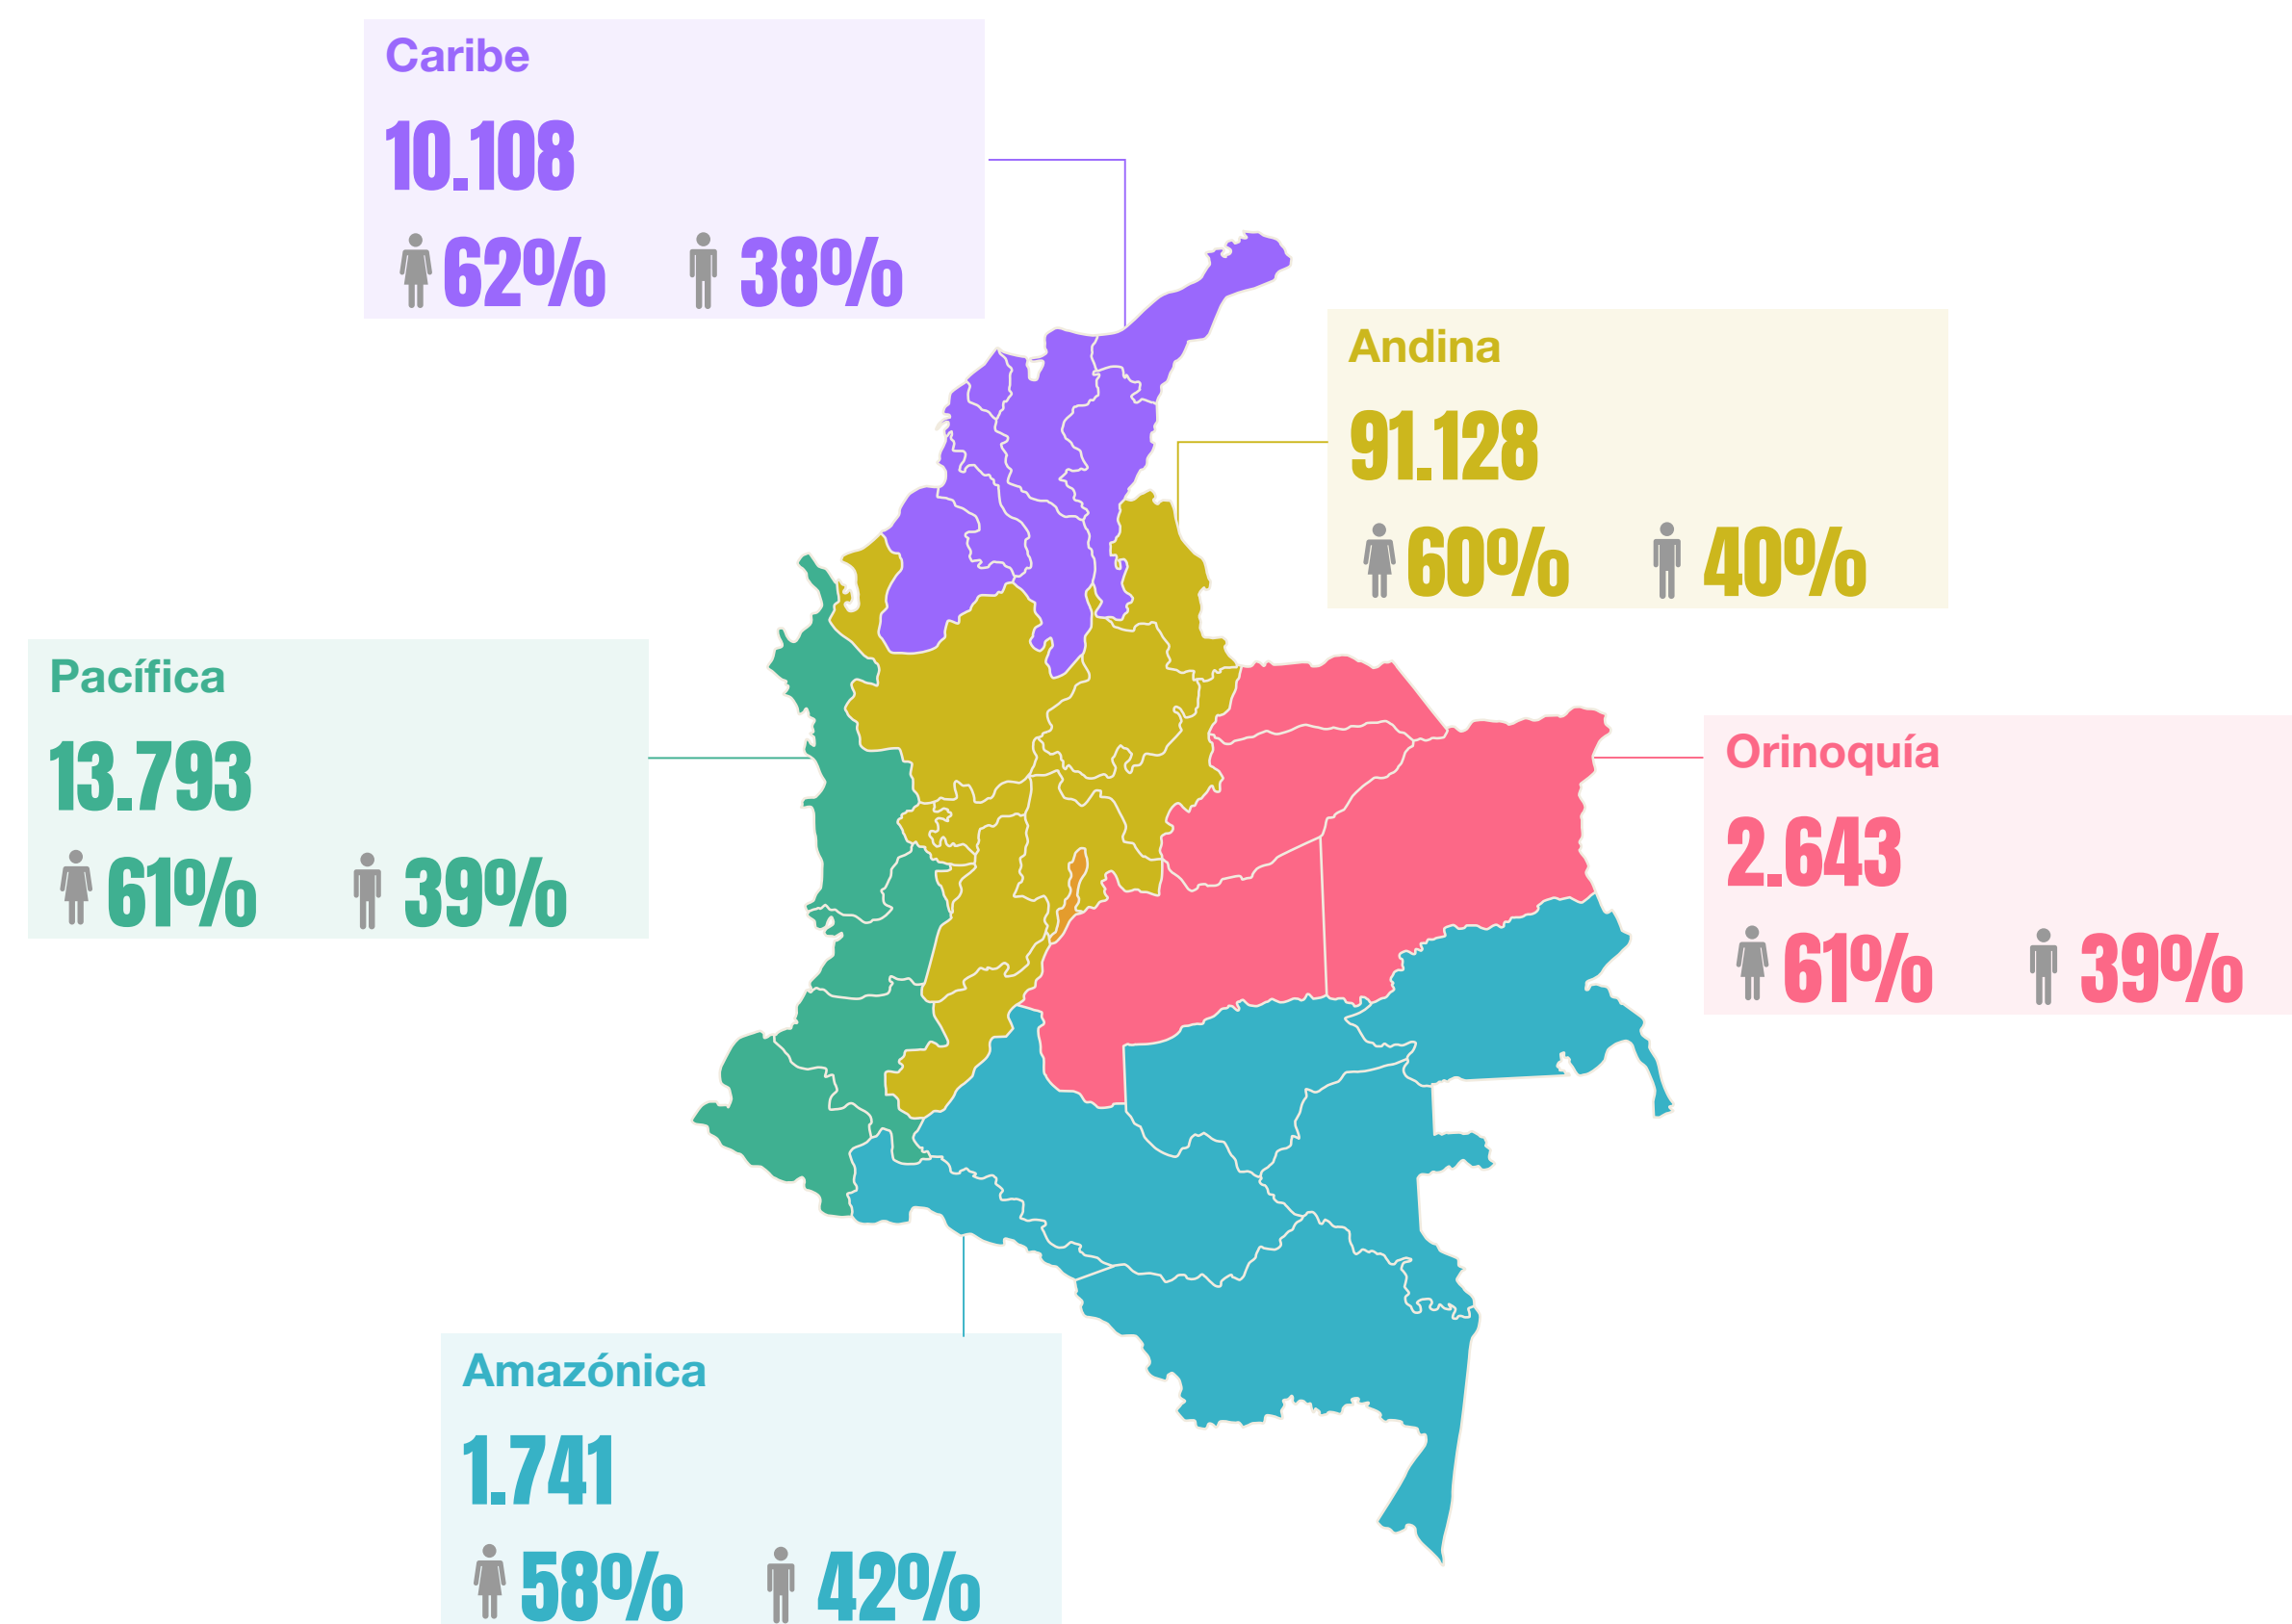 Caribe
10.108
62% 38%
Andina
91.128
60% 40%
Pacífica
13.793
61% 39%
Orinoquía
2.643
61% 39%
Amazónica
1.741
58% 42%